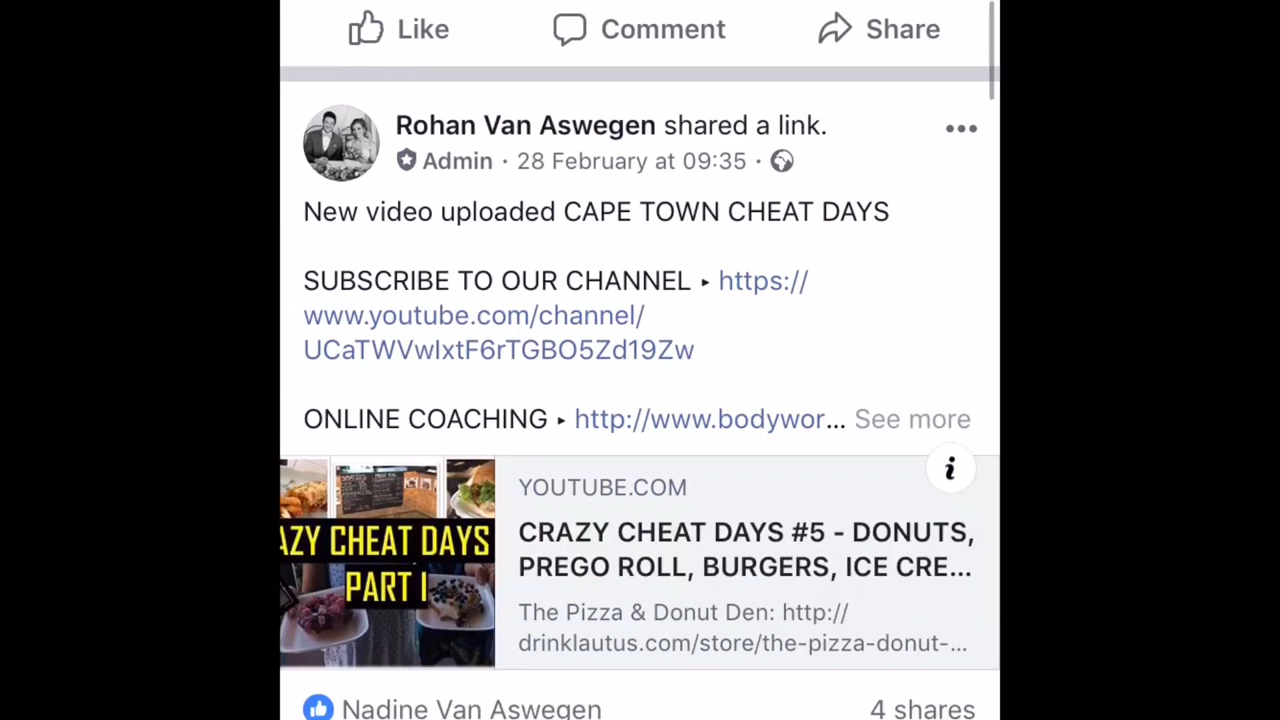 Like Comment Share
Rohan Van Aswegen shared a link.
Admin · 28 February at 09:35 ·
New video uploaded CAPE TOWN CHEAT DAYS
SUBSCRIBE TO OUR CHANNEL ▸ https://
www.youtube.com/channel/
UCaTWVwIxtF6rTGBO5Zd19Zw
ONLINE COACHING ▸ http://www.bodywor... See more
YOUTUBE.COM
CRAZY CHEAT DAYS #5 - DONUTS,
PREGO ROLL, BURGERS, ICE CRE...
The Pizza & Donut Den: http://
drinklautus.com/store/the-pizza-donut-...
AZY CHEAT DAYS
PART I
Nadine Van Aswegen 4 shares